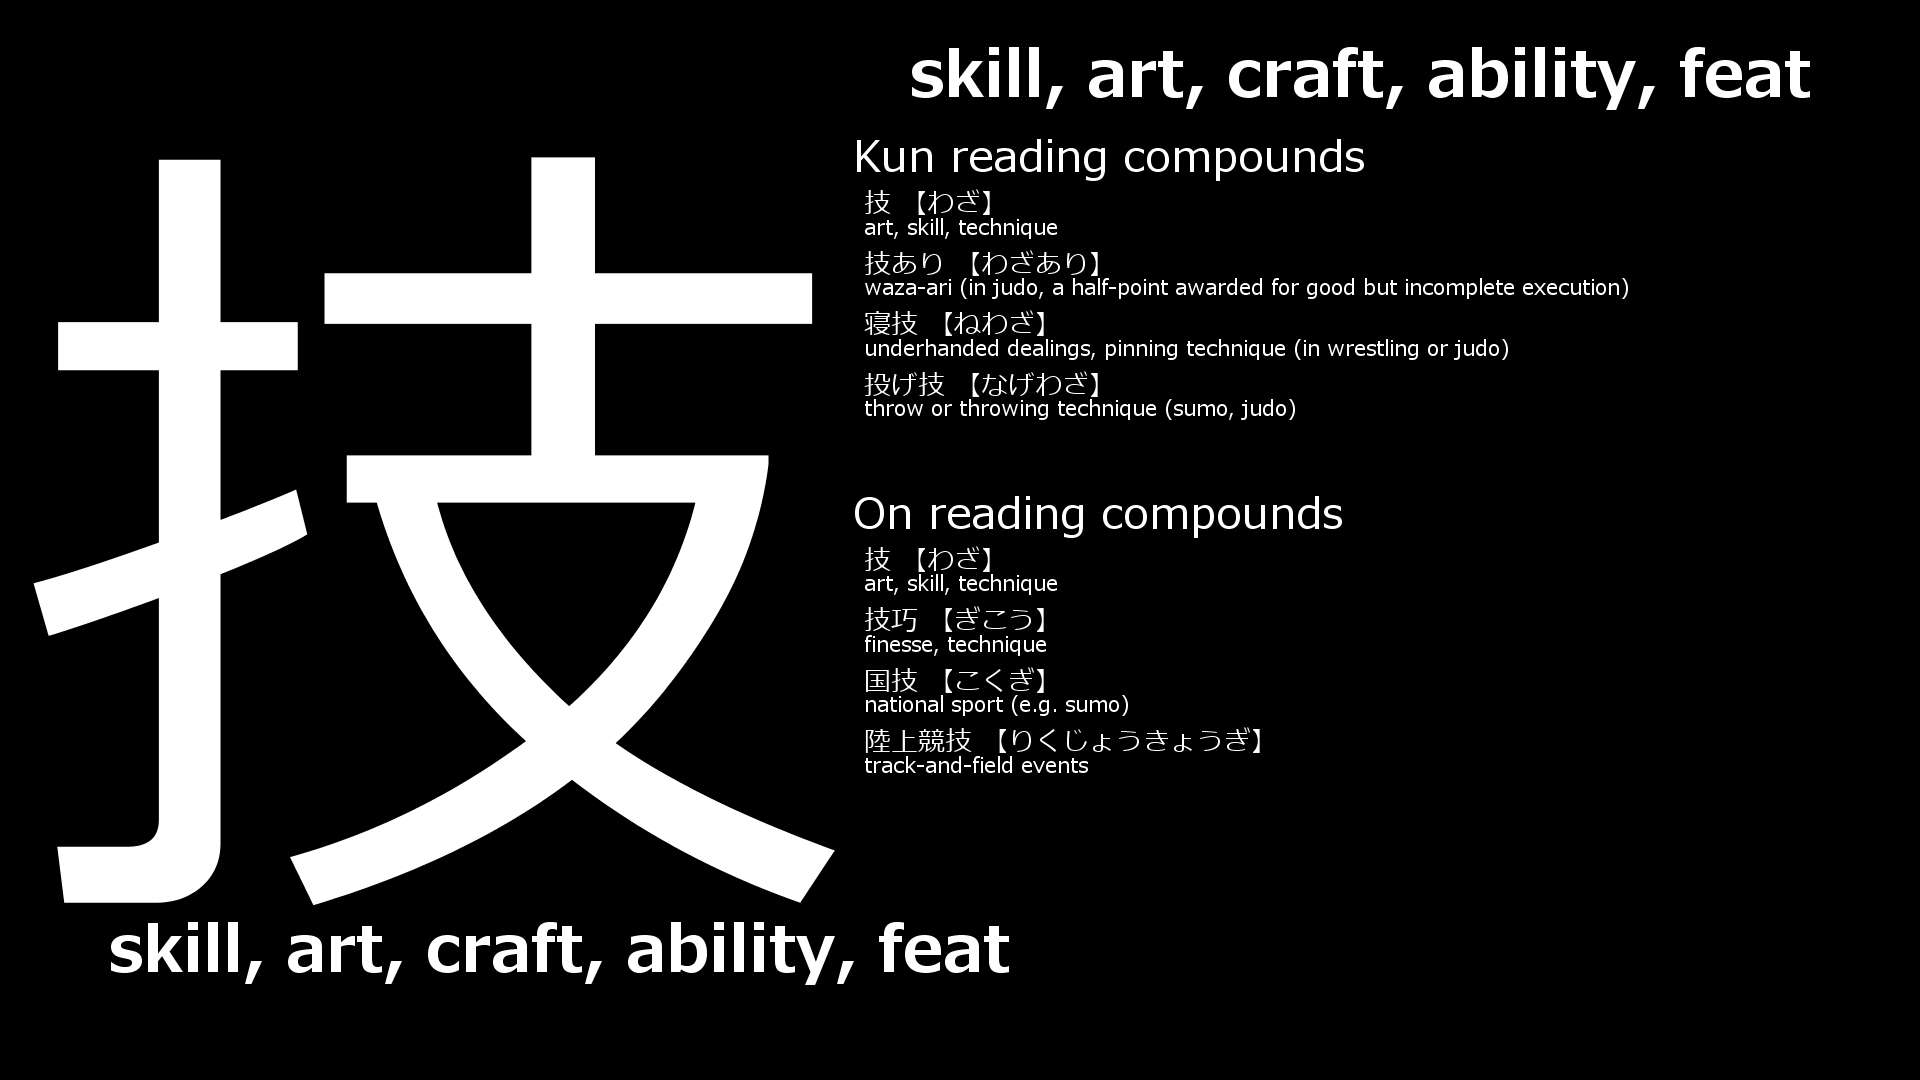 技
skill, art, craft, ability, feat
skill, art, craft, ability, feat
Kun reading compounds
技 【わざ】
art, skill, technique
技あり 【わざあり】
waza-ari (in judo, a half-point awarded for good but incomplete execution)
寝技 【ねわざ】
underhanded dealings, pinning technique (in wrestling or judo)
投げ技 【なげわざ】
throw or throwing technique (sumo, judo)
On reading compounds
技 【わざ】
art, skill, technique
技巧 【ぎこう】
finesse, technique
国技 【こくぎ】
national sport (e.g. sumo)
陸上競技 【りくじょうきょうぎ】
track-and-field events